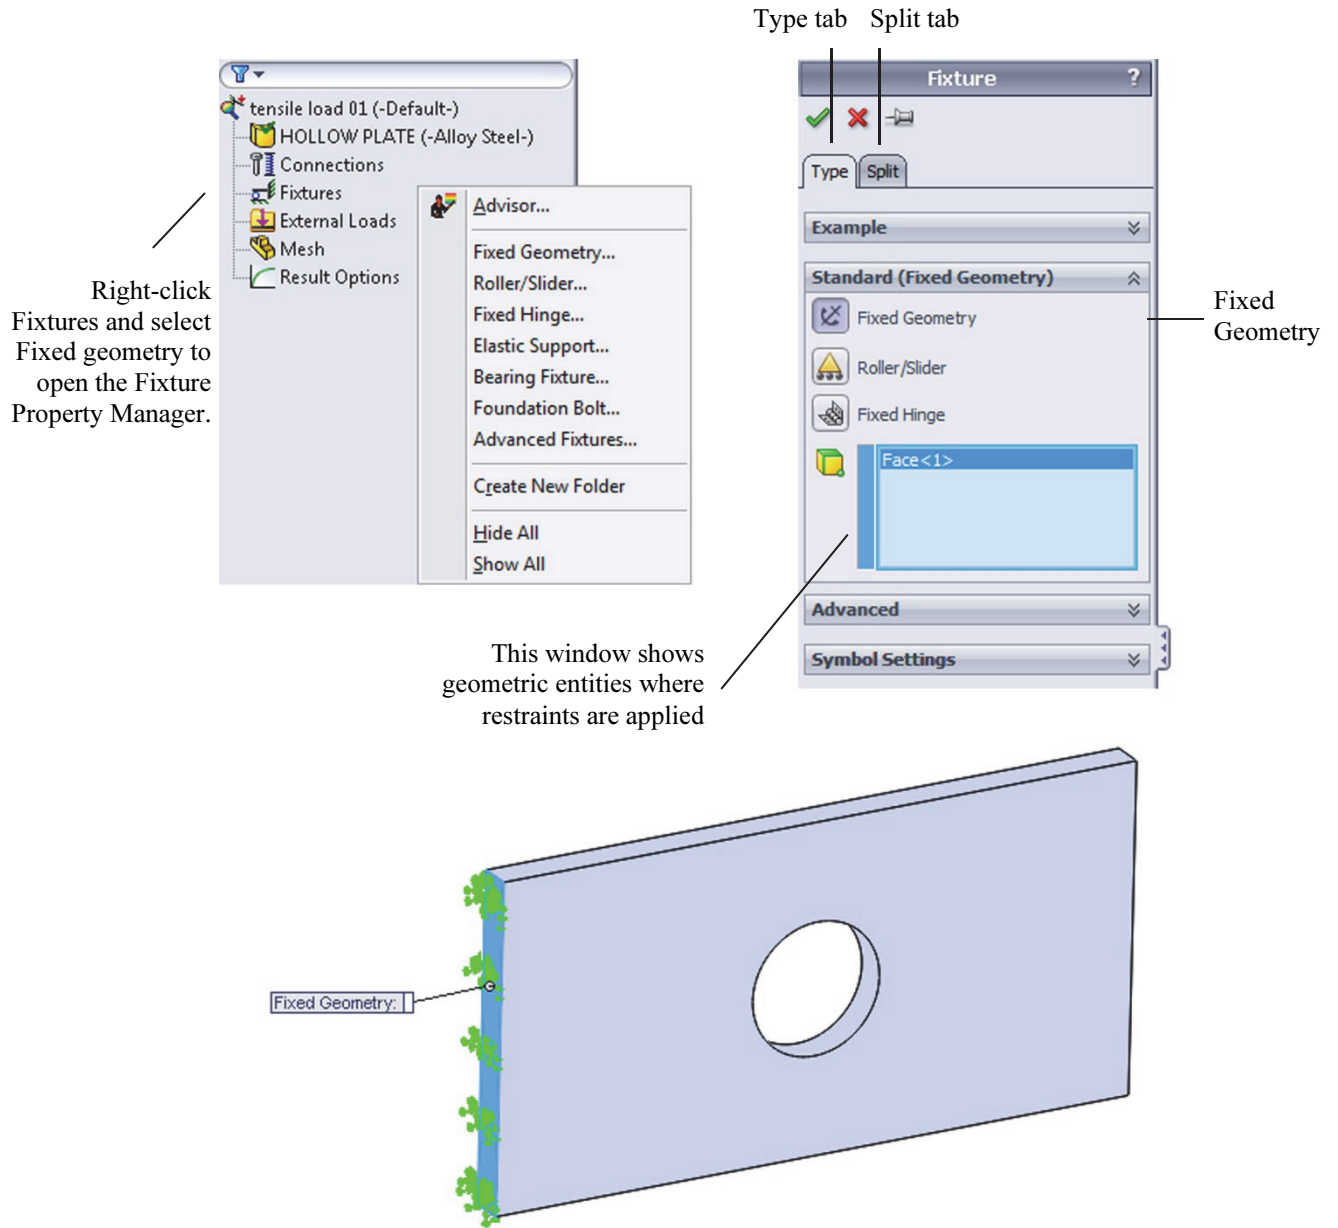 Type tab
Split tab
tensile load 01 (-Default-)
HOLLOW PLATE (-Alloy Steel-)
Connections
Fixtures
External Loads
Mesh
Result Options
Advisor...
Fixed Geometry...
Roller/Slider...
Fixed Hinge...
Elastic Support...
Bearing Fixture...
Foundation Bolt...
Advanced Fixtures...
Create New Folder
Hide All
Show All
Right-click
Fixtures and select
Fixed geometry to
open the Fixture
Property Manager.
Fixture ?
Type
Split
Example
Standard (Fixed Geometry)
Fixed Geometry
Roller/Slider
Fixed Hinge
Face<1>
Advanced
Symbol Settings
Fixed
Geometry
This window shows
geometric entities where
restraints are applied
Fixed Geometry: